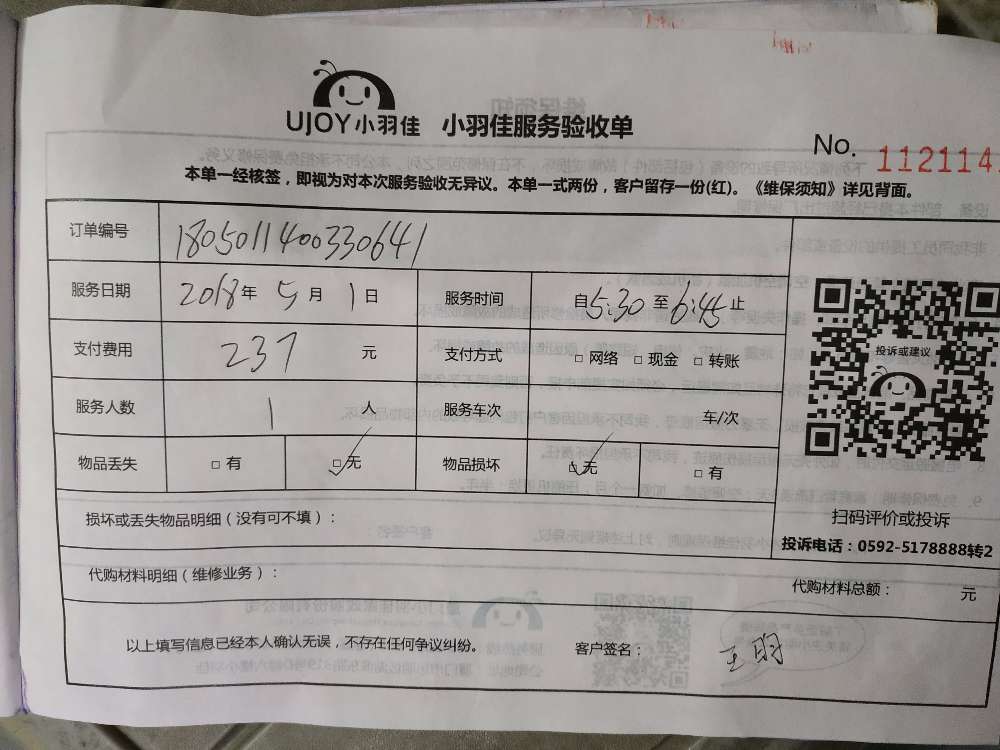 UJOY小羽佳 小羽佳服务验收单
No. 112114
本单一经核签，即视为对本次服务验收无异议。本单一式两份，客户留存一份(红)。《维保须知》详见背面。
订单编号 1805011400330641
服务日期 2018年 5月 1日 服务时间 自5:30至6:45止
支付费用 237 元 支付方式 □ 网络 □ 现金 □ 转账
服务人数 1 人 服务车次 车/次
物品丢失 □ 有 ☑ 无 物品损坏 ☑ 无 □ 有
投诉或建议
扫码评价或投诉
投诉电话：0592-5178888转2
损坏或丢失物品明细（没有可不填）：
代购材料明细（维修业务）： 代购材料总额： 元
以上填写信息已经本人确认无误，不存在任何争议纠纷。 客户签名： 王明